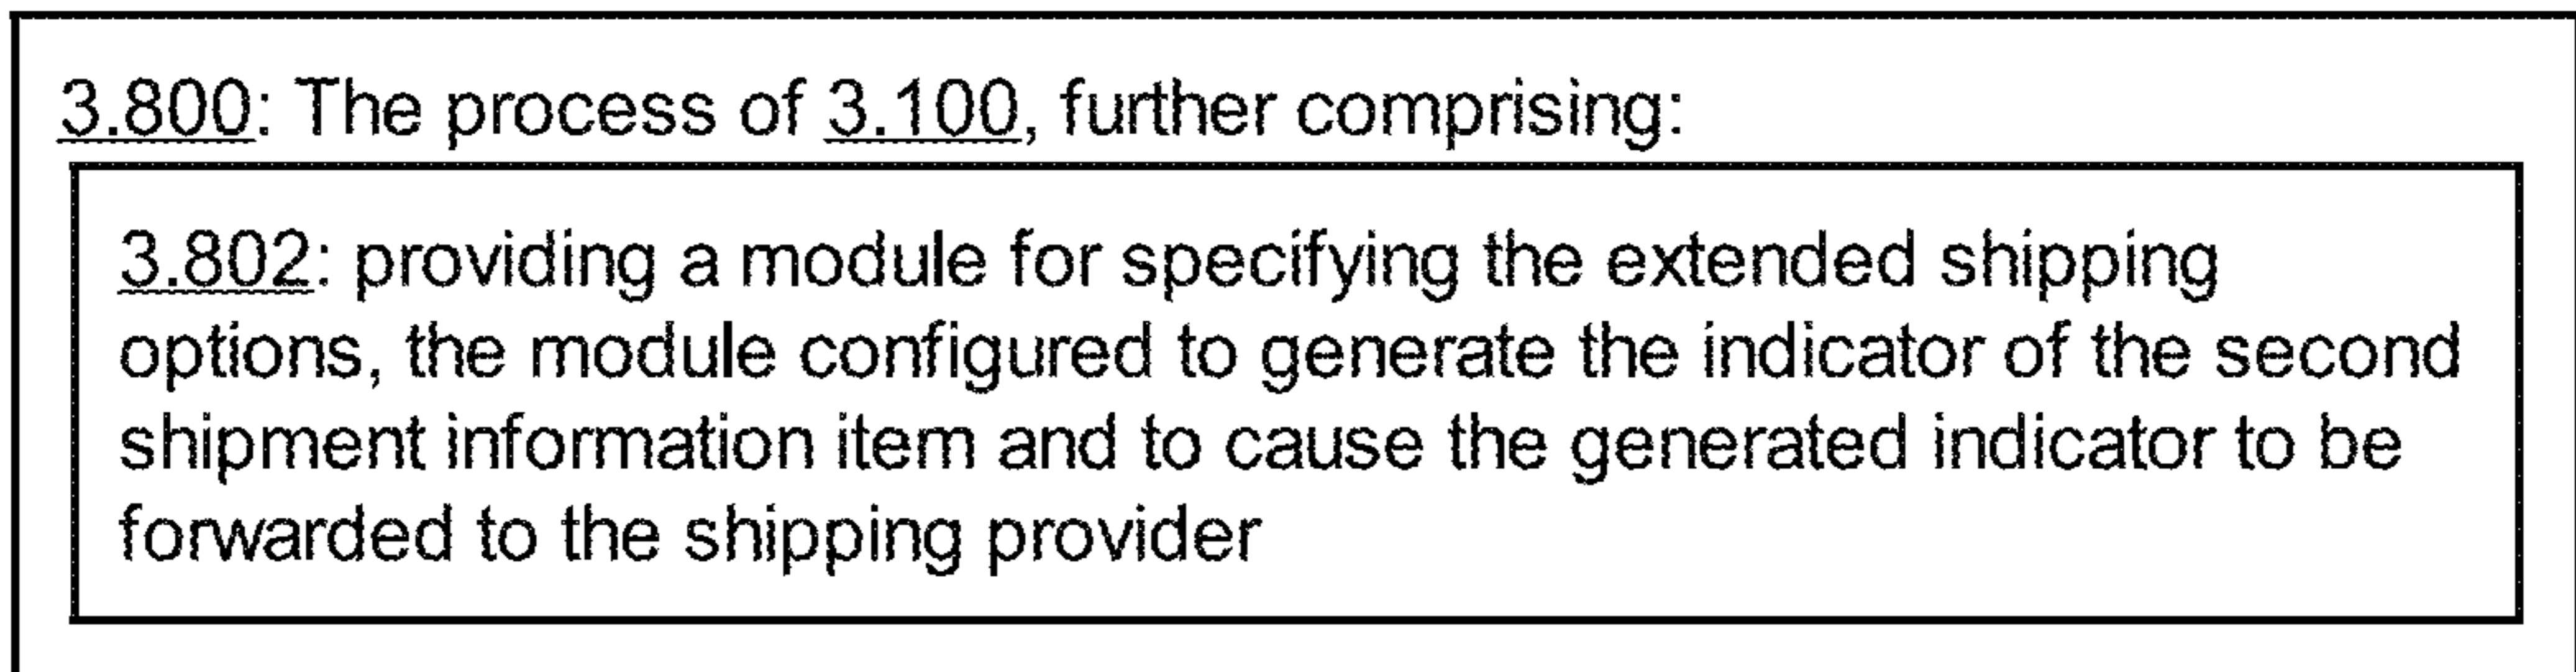 3.800: The process of 3.100, further comprising:
3.802: providing a module for specifying the extended shipping
options, the module configured to generate the indicator of the second
shipment information item and to cause the generated indicator to be
forwarded to the shipping provider